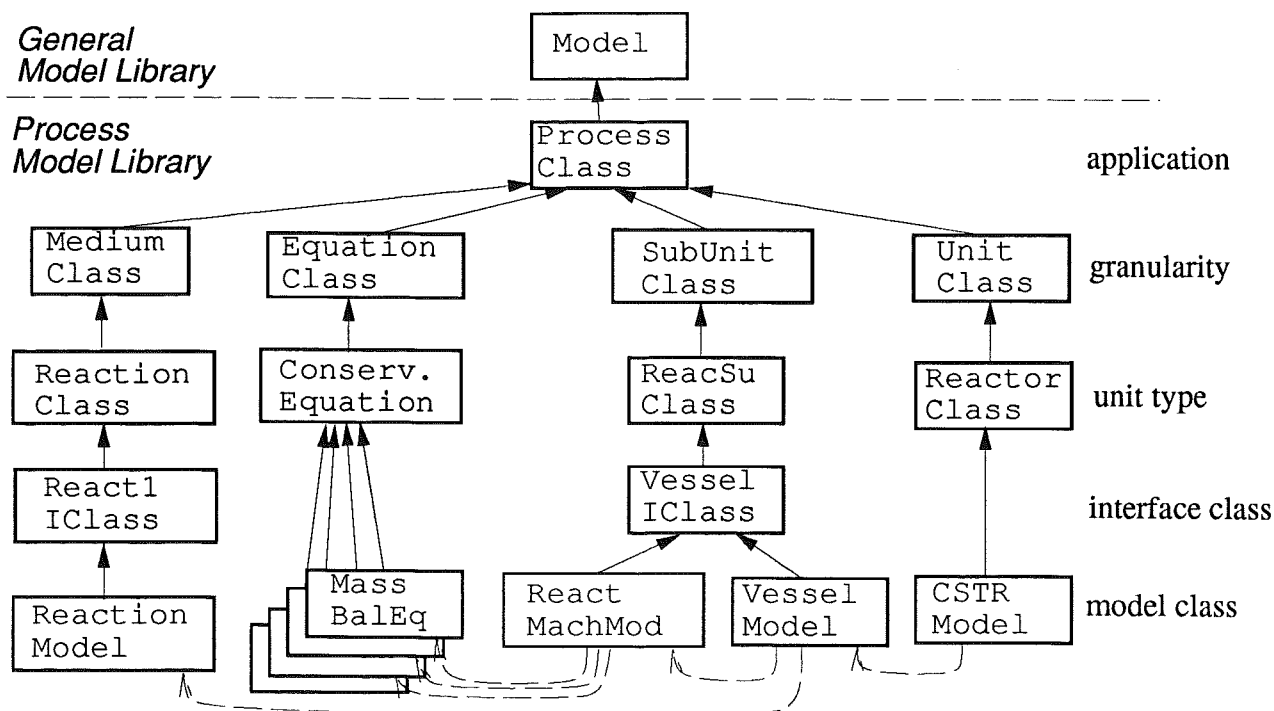 General
Model Library
Model
Process
Model Library
Process
Class
application
Medium
Class
Equation
Class
SubUnit
Class
Unit
Class
granularity
Reaction
Class
Conserv.
Equation
ReacSu
Class
Reactor
Class
unit type
React1
IClass
Vessel
IClass
interface class
Reaction
Model
Mass
BalEq
React
MachMod
Vessel
Model
CSTR
Model
model class